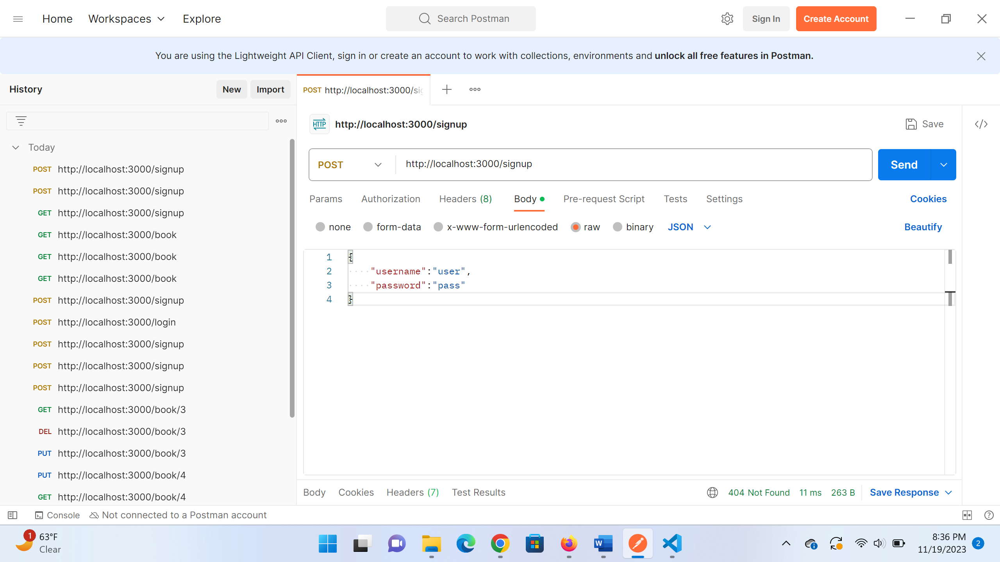 Home Workspaces Explore Search Postman Sign In Create Account
You are using the Lightweight API Client, sign in or create an account to work with collections, environments and unlock all free features in Postman.
History New Import
POST http://localhost:3000/sig
HTTP http://localhost:3000/signup Save </>
Today
POST http://localhost:3000/signup
POST http://localhost:3000/signup
GET http://localhost:3000/signup
GET http://localhost:3000/book
GET http://localhost:3000/book
GET http://localhost:3000/book
POST http://localhost:3000/signup
POST http://localhost:3000/login
POST http://localhost:3000/signup
POST http://localhost:3000/signup
POST http://localhost:3000/signup
GET http://localhost:3000/book/3
DEL http://localhost:3000/book/3
PUT http://localhost:3000/book/3
PUT http://localhost:3000/book/4
GET http://localhost:3000/book/4
POST http://localhost:3000/signup Send
Params Authorization Headers (8) Body Pre-request Script Tests Settings Cookies
none form-data x-www-form-urlencoded raw binary JSON Beautify
1 {
2 "username":"user",
3 "password":"pass"
4 }
Body Cookies Headers (7) Test Results 404 Not Found 11 ms 263 B Save Response
Console Not connected to a Postman account
1 63°F
Clear
W
8:36 PM
11/19/2023
2